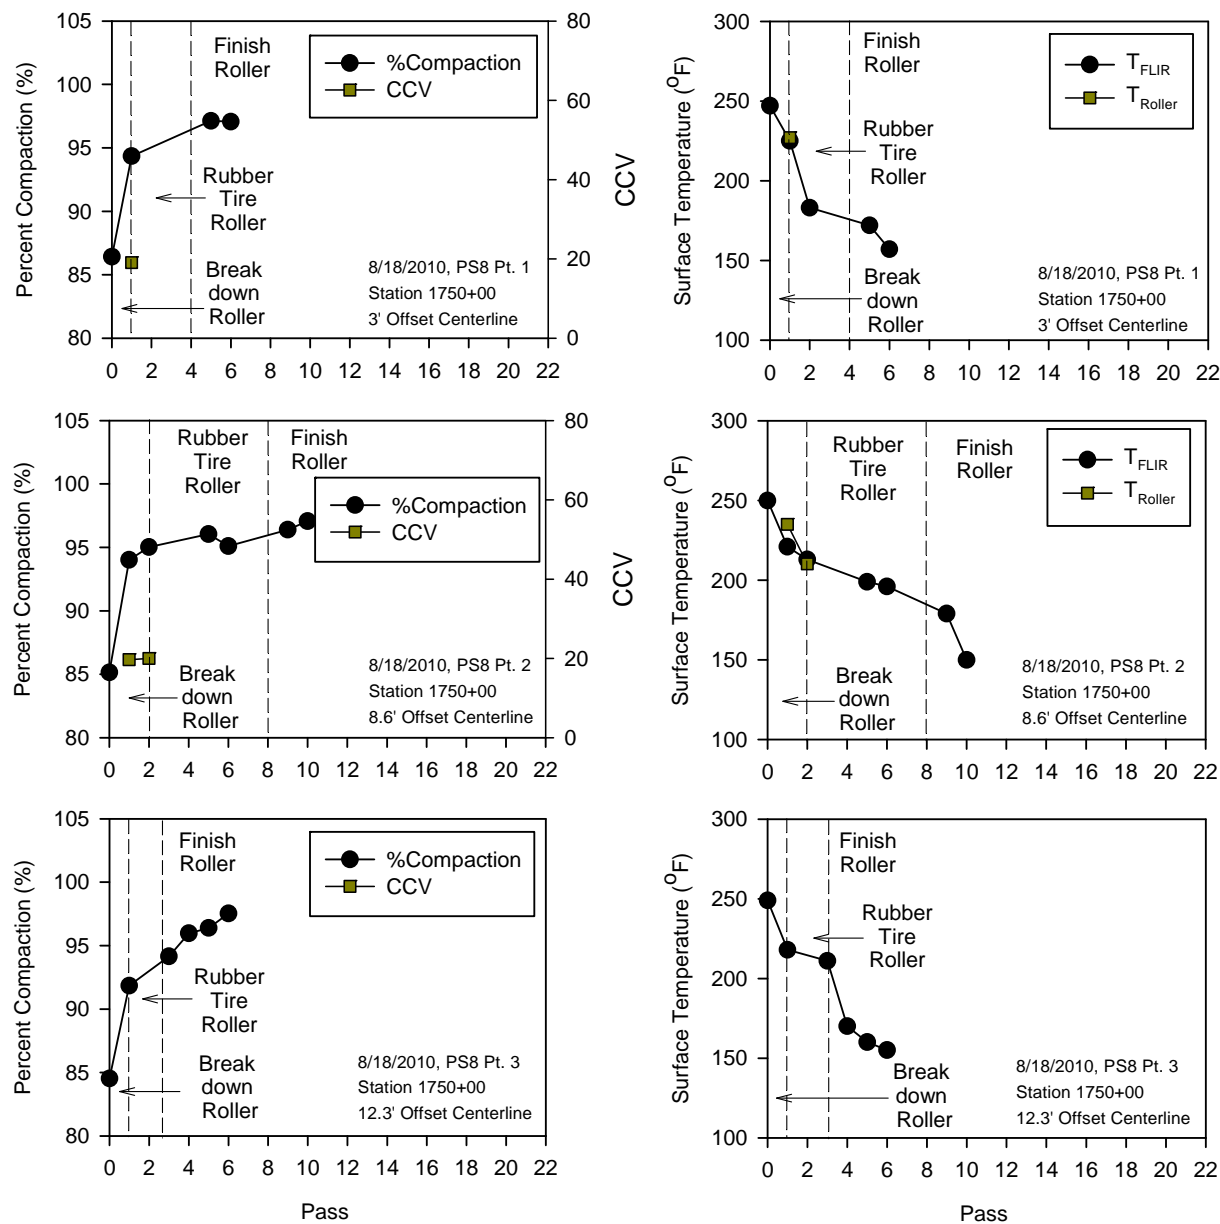 105
100
95
90
85
80
Percent Compaction (%)
80
60
40
20
0
CCV
Finish
Roller
%Compaction
CCV
Rubber
Tire
Roller
Break
down
Roller
8/18/2010, PS8 Pt. 1
Station 1750+00
3' Offset Centerline
0 2 4 6 8 10 12 14 16 18 20 22
300
250
200
150
100
Surface Temperature (°F)
Finish
Roller
T FLIR
T Roller
Rubber
Tire
Roller
Break
down
Roller
8/18/2010, PS8 Pt. 1
Station 1750+00
3' Offset Centerline
0 2 4 6 8 10 12 14 16 18 20 22
105
100
95
90
85
80
Percent Compaction (%)
80
60
40
20
0
CCV
Rubber
Tire
Roller
Finish
Roller
%Compaction
CCV
Break
down
Roller
8/18/2010, PS8 Pt. 2
Station 1750+00
8.6' Offset Centerline
0 2 4 6 8 10 12 14 16 18 20 22
300
250
200
150
100
Surface Temperature (°F)
Rubber
Tire
Roller
Finish
Roller
T FLIR
T Roller
Break
down
Roller
8/18/2010, PS8 Pt. 2
Station 1750+00
8.6' Offset Centerline
0 2 4 6 8 10 12 14 16 18 20 22
105
100
95
90
85
80
Percent Compaction (%)
Finish
Roller
%Compaction
CCV
Rubber
Tire
Roller
Break
down
Roller
8/18/2010, PS8 Pt. 3
Station 1750+00
12.3' Offset Centerline
0 2 4 6 8 10 12 14 16 18 20 22
Pass
300
250
200
150
100
Surface Temperature (°F)
Finish
Roller
Rubber
Tire
Roller
Break
down
Roller
8/18/2010, PS8 Pt. 3
Station 1750+00
12.3' Offset Centerline
0 2 4 6 8 10 12 14 16 18 20 22
Pass